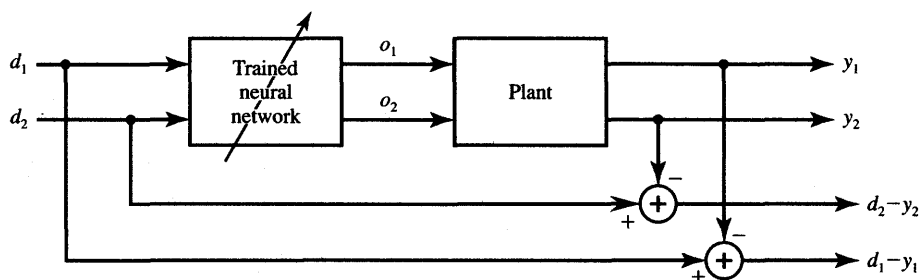 d₁
d₂
Trained
neural
network
o₁
o₂
Plant
y₁
y₂
−
+
+
d₂−y₂
−
+
+
d₁−y₁